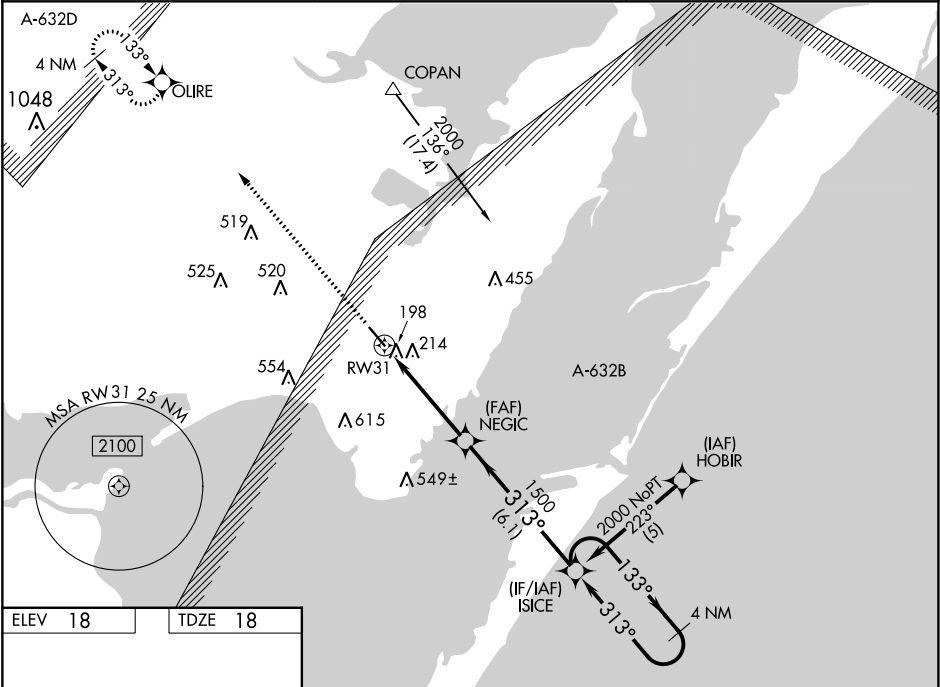 A-632D
133°
4 NM
313°
OLIRE
1048
COPAN
2000
136°
(17.4)
519
525
520
455
198
214
RW31
554
A-632B
MSA RW31 25 NM
2100
615
(FAF)
NEGIC
(IAF)
HOBIR
549±
1500
313°
(6.1)
2000 NoPT
223°
(5)
(IF/IAF)
ISICE
133°
313°
4 NM
ELEV 18
TDZE 18